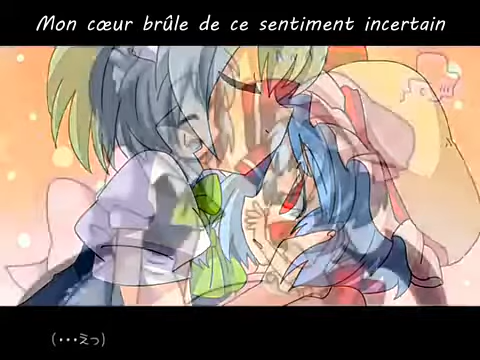 Mon cœur brûle de ce sentiment incertain
(・・・えっ)